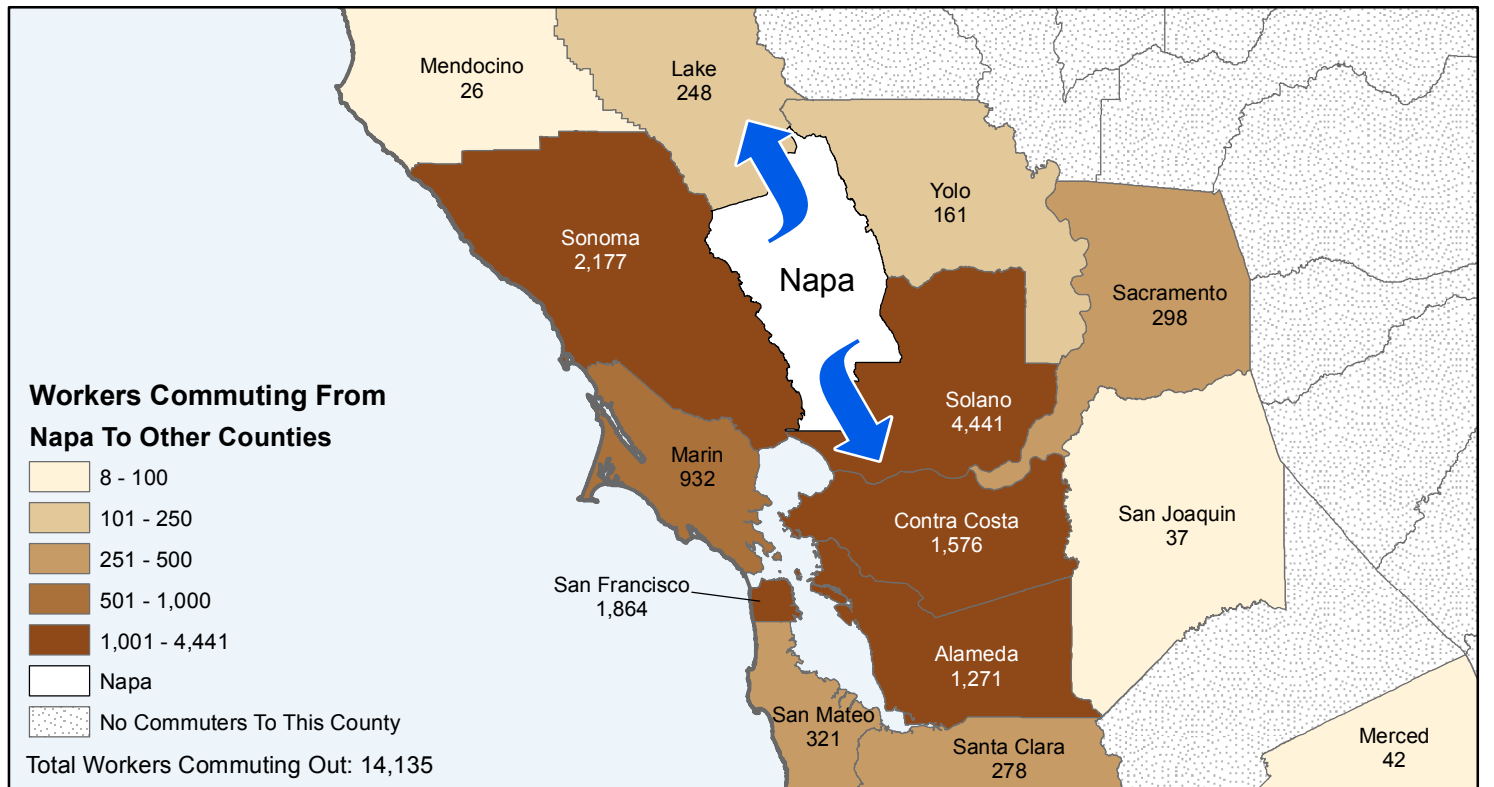 Mendocino
26
Lake
248
Yolo
161
Sonoma
2,177
Napa
Sacramento
298
Solano
4,441
Marin
932
Contra Costa
1,576
San Joaquin
37
San Francisco
1,864
Alameda
1,271
San Mateo
321
Santa Clara
278
Merced
42
Workers Commuting From
Napa To Other Counties
8 - 100
101 - 250
251 - 500
501 - 1,000
1,001 - 4,441
Napa
No Commuters To This County
Total Workers Commuting Out: 14,135